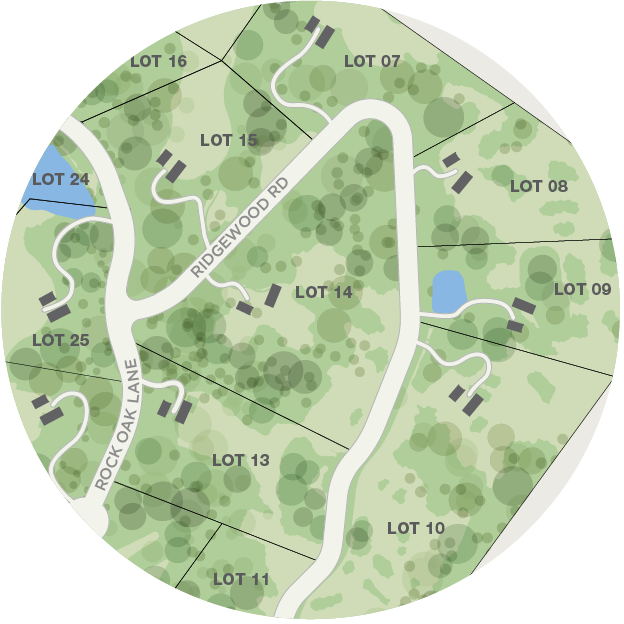 LOT 16
LOT 07
LOT 15
LOT 24
LOT 08
RIDGEWOOD RD
LOT 14
LOT 09
LOT 25
ROCK OAK LANE
LOT 13
LOT 10
LOT 11